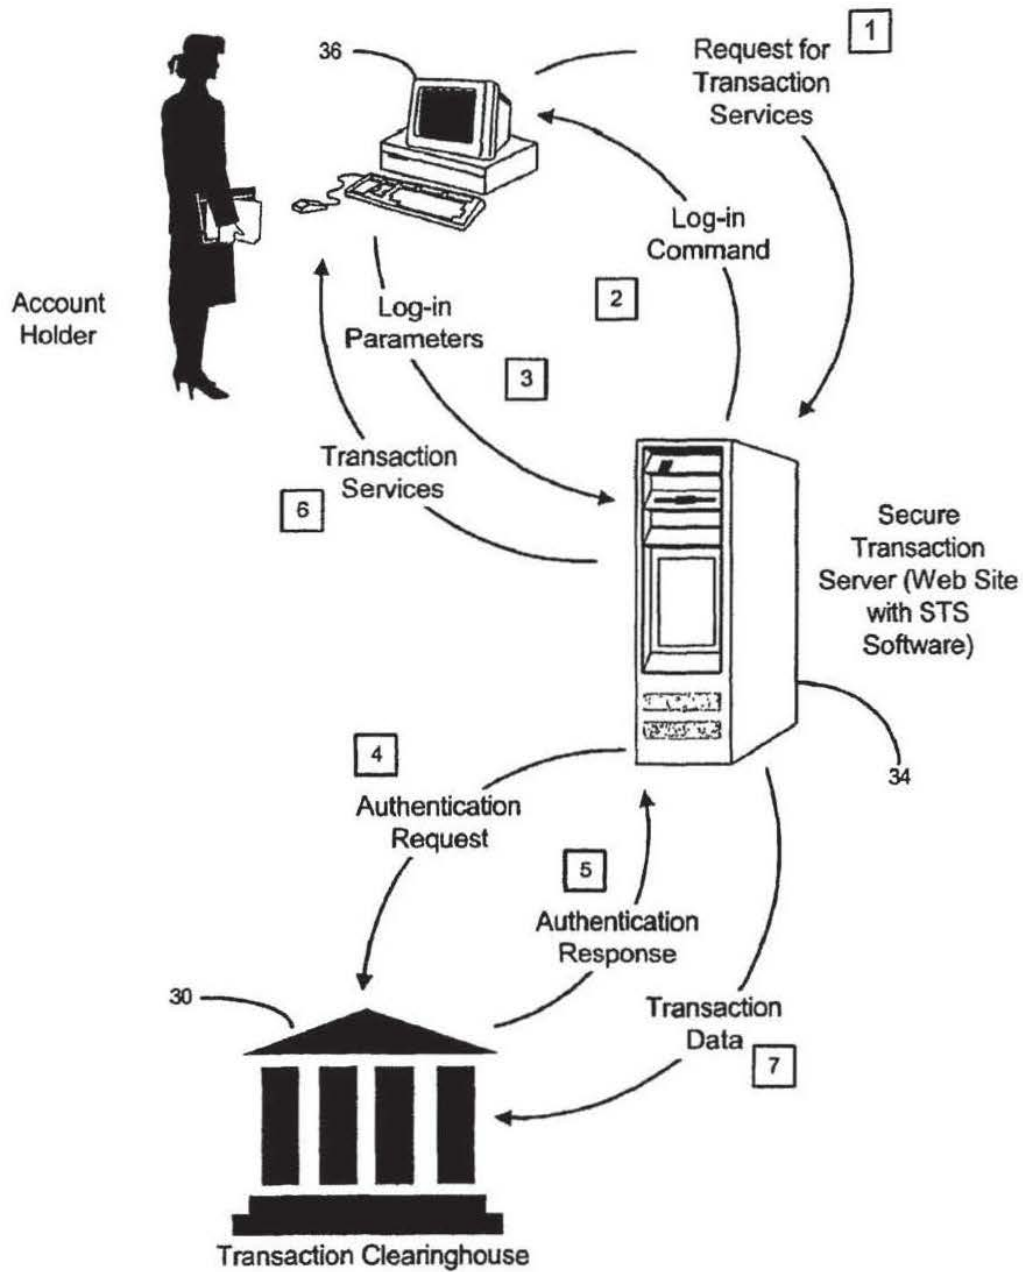 1
36
Request for
Transaction
Services
Log-in
Command
2
Account
Holder
Log-in
Parameters
3
Transaction
Services
6
Secure
Transaction
Server (Web Site
with STS
Software)
4
Authentication
Request
34
5
Authentication
Response
30
Transaction
Data
7
Transaction Clearinghouse